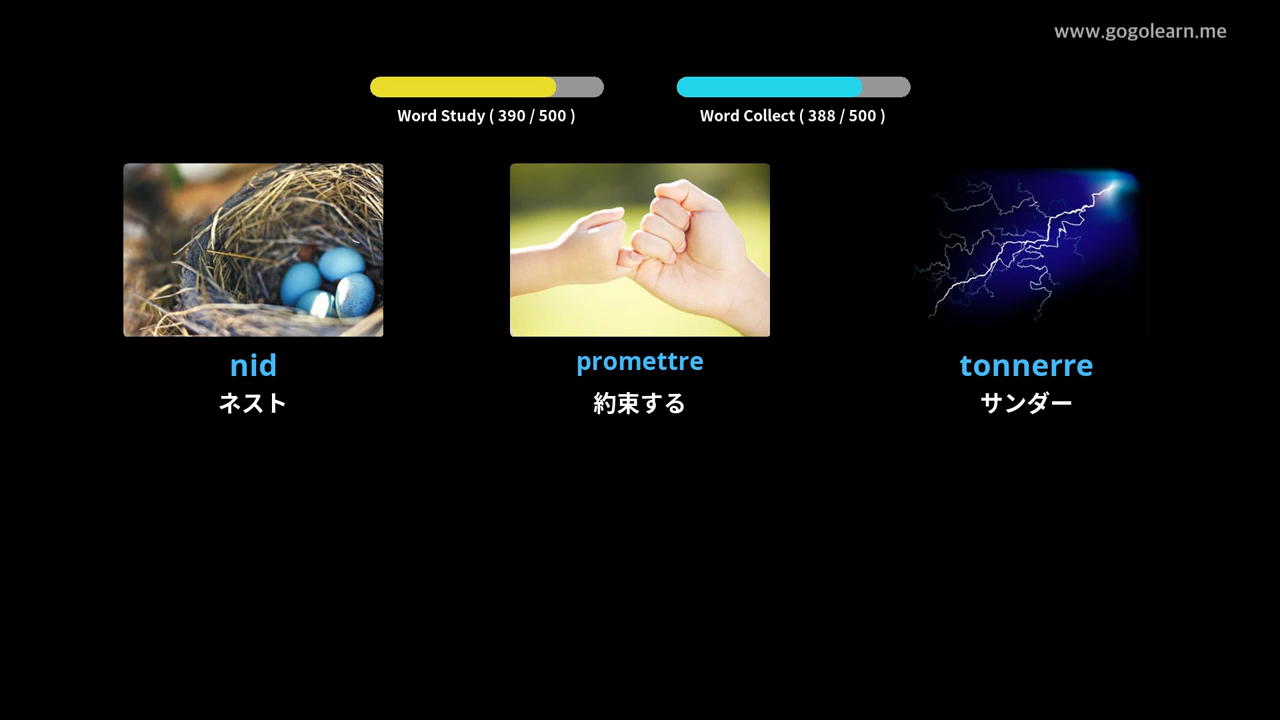 www.gogolearn.me
Word Study ( 390 / 500 )
Word Collect ( 388 / 500 )
nid
ネスト
promettre
約束する
tonnerre
サンダー